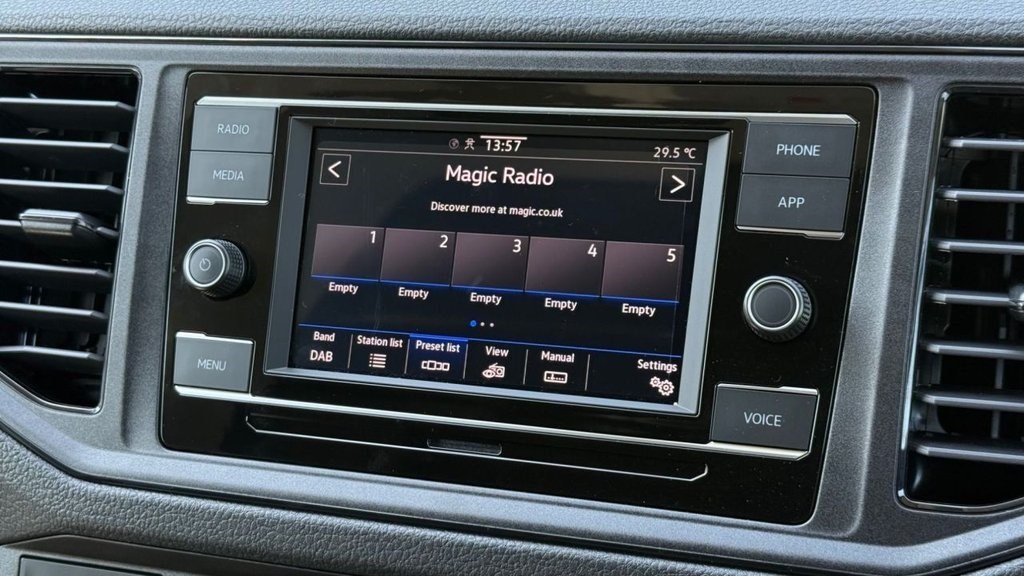 RADIO
MEDIA
MENU
13:57
29.5 °C
<
Magic Radio
>
Discover more at magic.co.uk
1 2 3 4 5
Empty Empty Empty Empty Empty
Band Station list Preset list View Manual Settings
DAB
PHONE
APP
VOICE